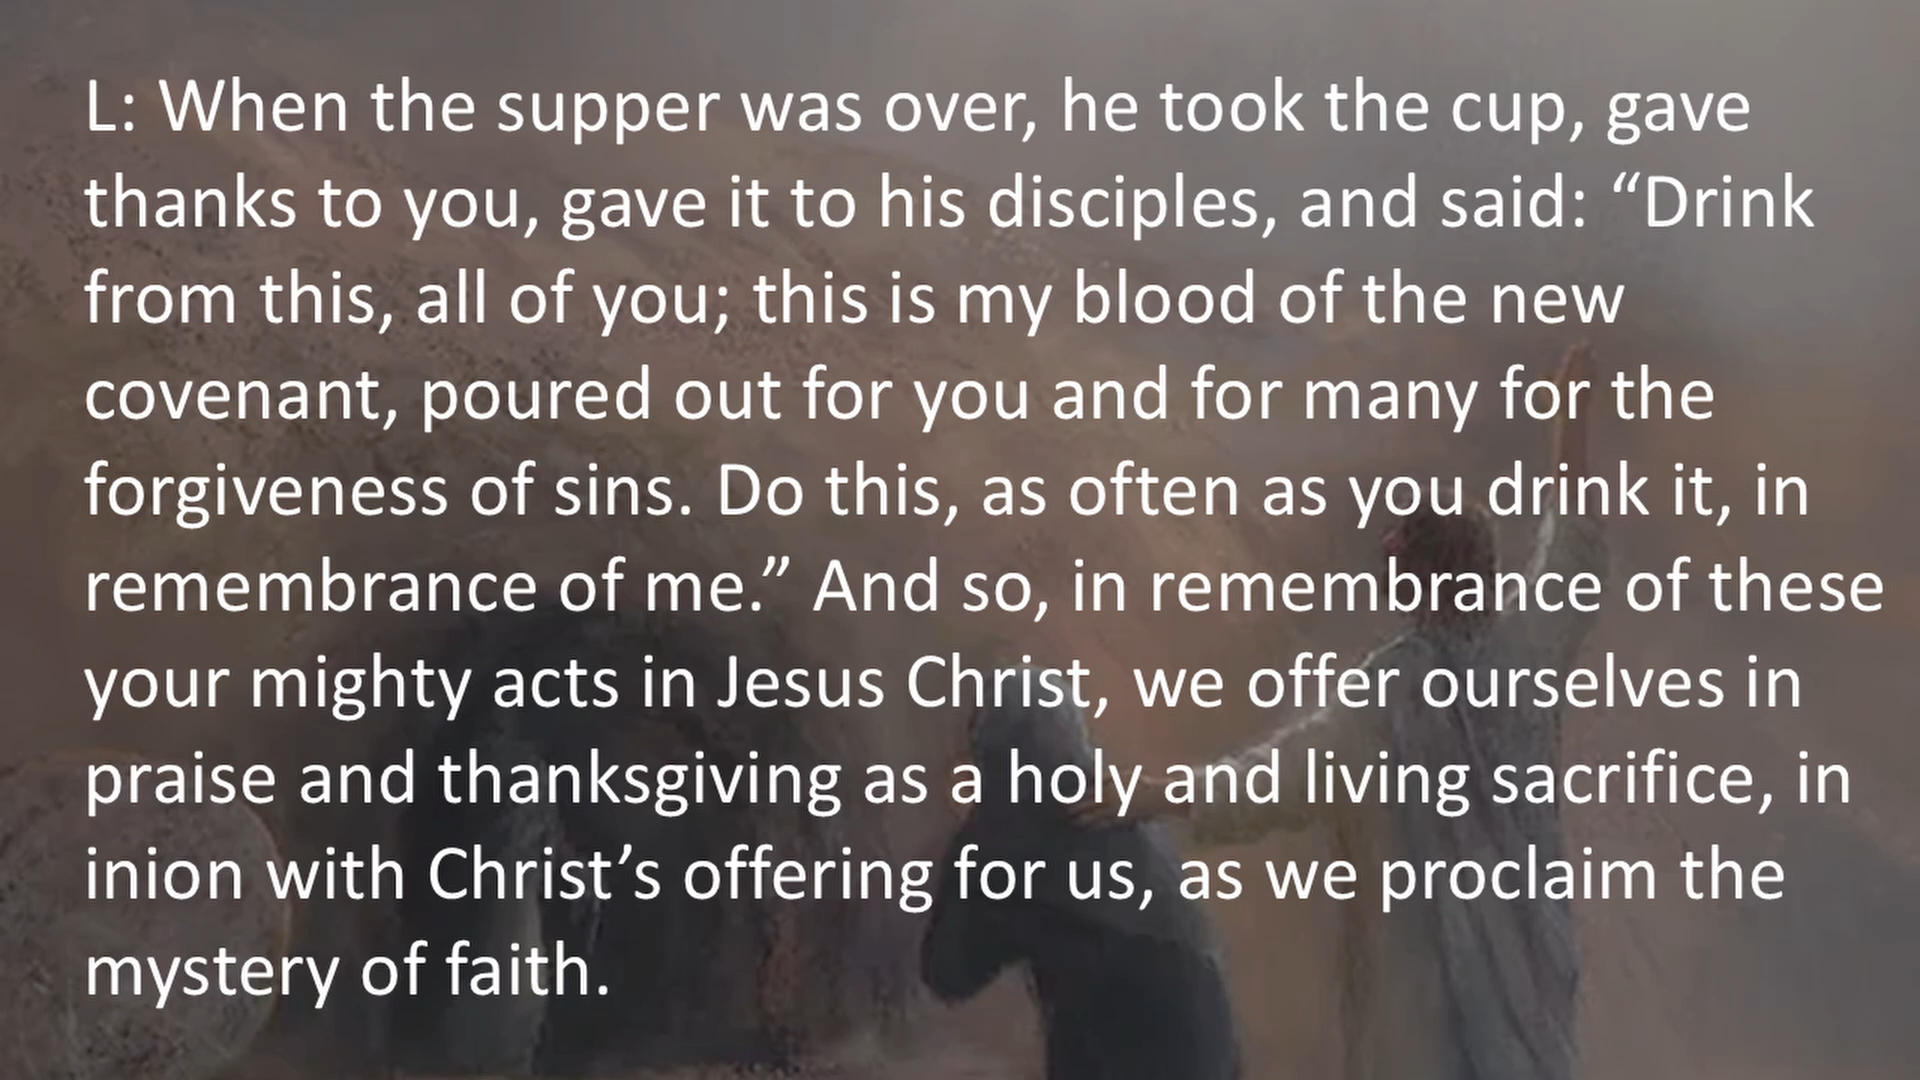 L: When the supper was over, he took the cup, gave
thanks to you, gave it to his disciples, and said: “Drink
from this, all of you; this is my blood of the new
covenant, poured out for you and for many for the
forgiveness of sins. Do this, as often as you drink it, in
remembrance of me.” And so, in remembrance of these
your mighty acts in Jesus Christ, we offer ourselves in
praise and thanksgiving as a holy and living sacrifice, in
inion with Christ’s offering for us, as we proclaim the
mystery of faith.